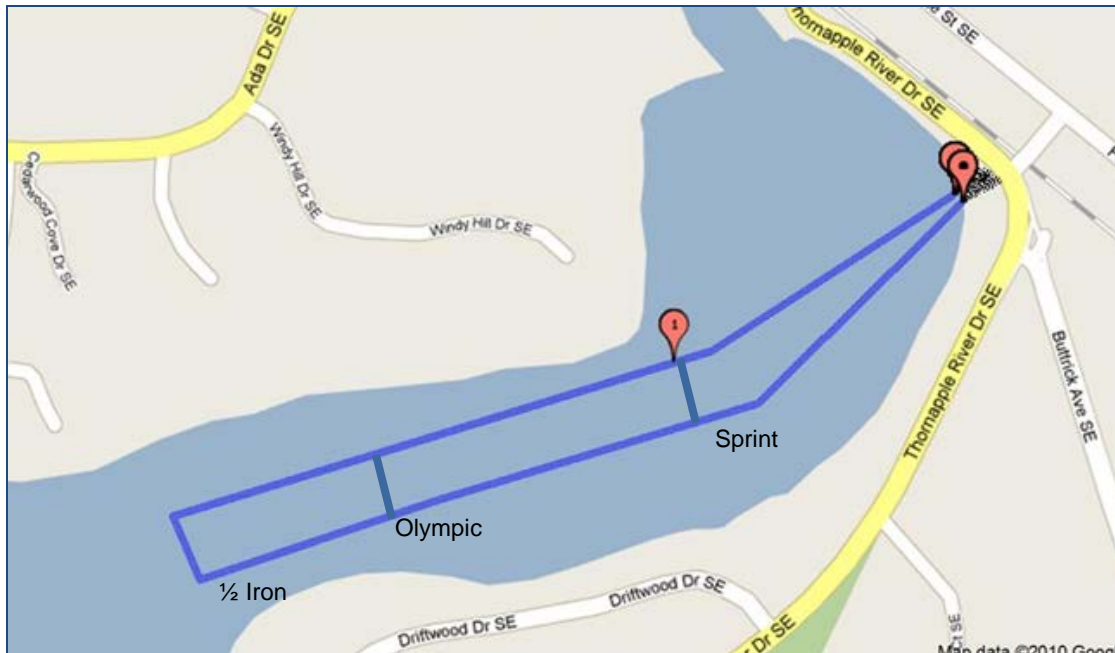 Thornapple River Dr SE
St SE
Ada Dr SE
Windy Hill Dr SE
Cedarwood Cove Dr SE
Windy Hill Dr SE
1
Thornapple River Dr SE
Buttrick Ave SE
Sprint
Olympic
½ Iron
Driftwood Dr SE
Driftwood Dr SE
er Dr SE
Map data ©2010 Goog